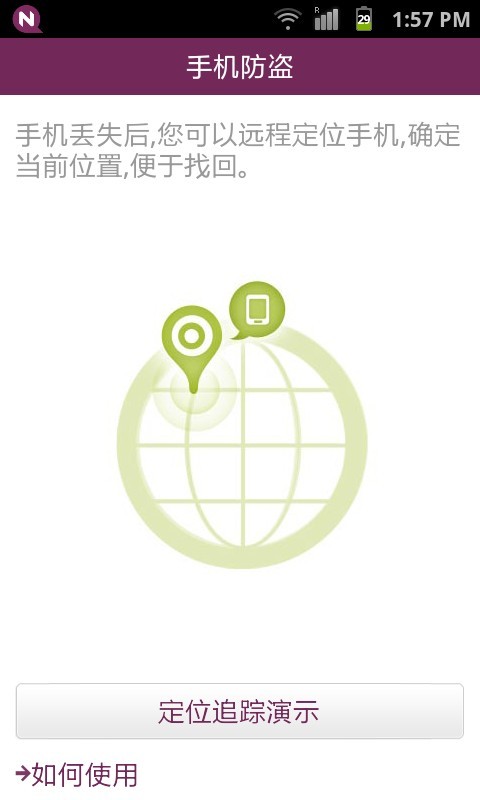 N
R
29
1:57 PM
手机防盗
手机丢失后,您可以远程定位手机,确定
当前位置,便于找回。
定位追踪演示
如何使用